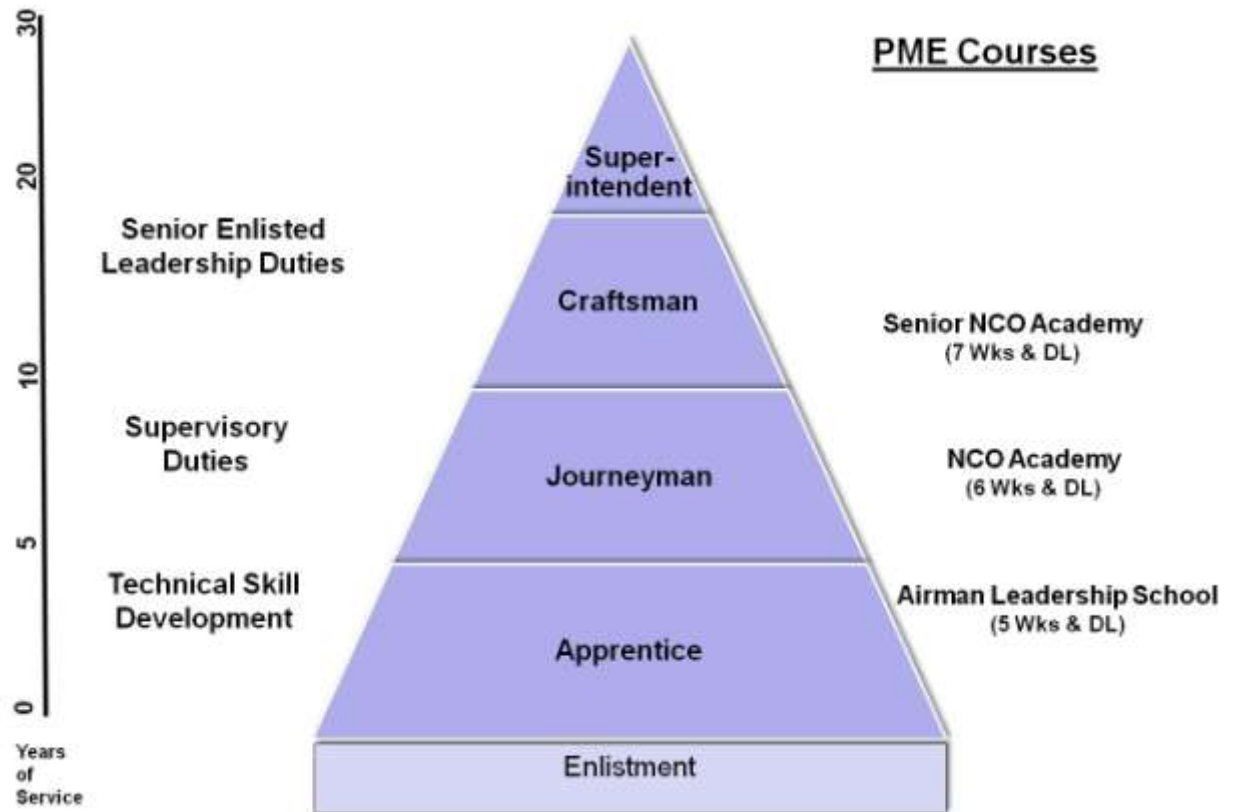 30
PME Courses
Super-
intendent
20
Senior Enlisted
Leadership Duties
Craftsman
Senior NCO Academy
(7 Wks & DL)
10
Supervisory
Duties
Journeyman
NCO Academy
(6 Wks & DL)
5
Technical Skill
Development
Airman Leadership School
(5 Wks & DL)
Apprentice
0
Years
of
Service
Enlistment